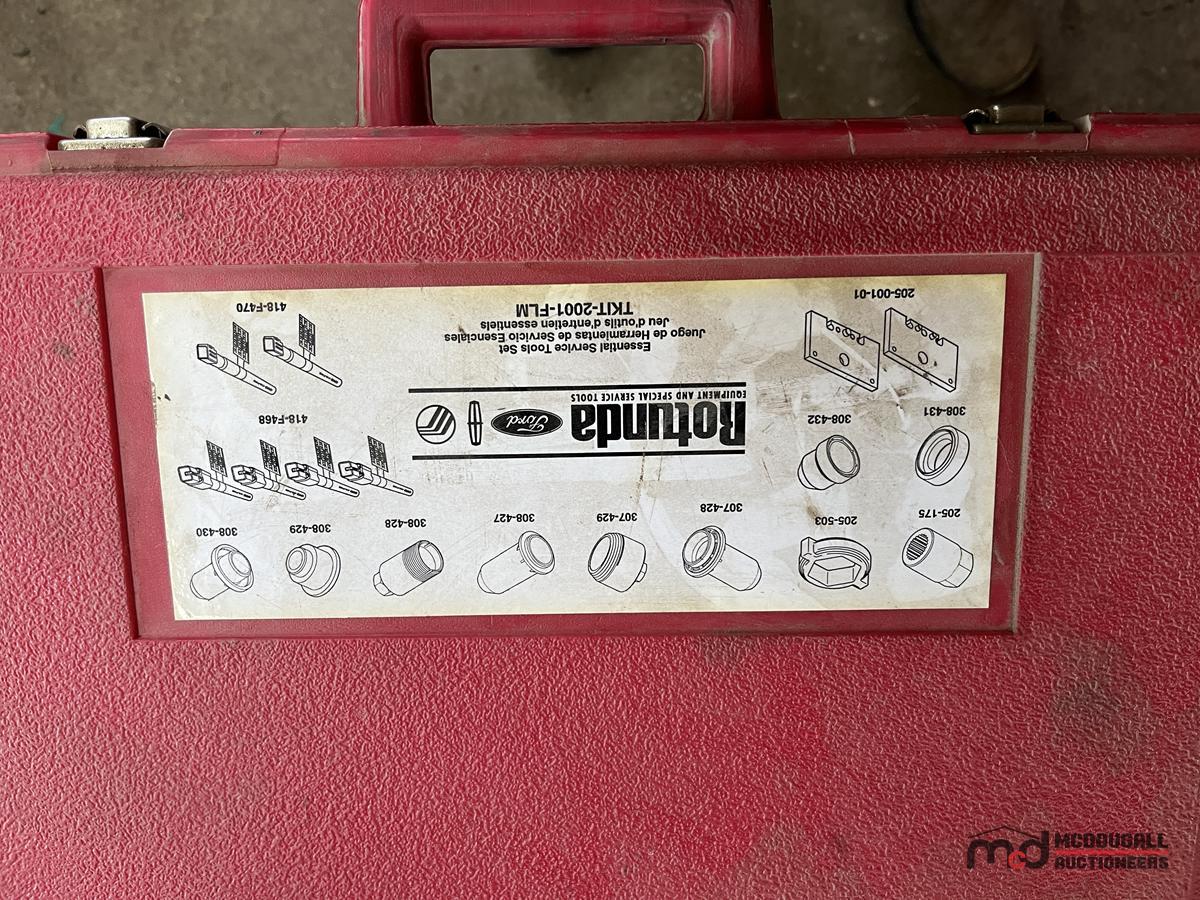 205-175 205-503 307-428 307-429 308-427 308-428 308-429 308-430
308-431 308-432
Rotunda Ford
EQUIPMENT AND SPECIAL SERVICE TOOLS
418-F468
Essential Service Tools Set
Juego de Herramientas de Servicio Esenciales
Jeu d'outils d'entretien essentiels
TKIT-2001-FLM
205-001-01
418-F470
m&d MCDOUGALL
AUCTIONEERS